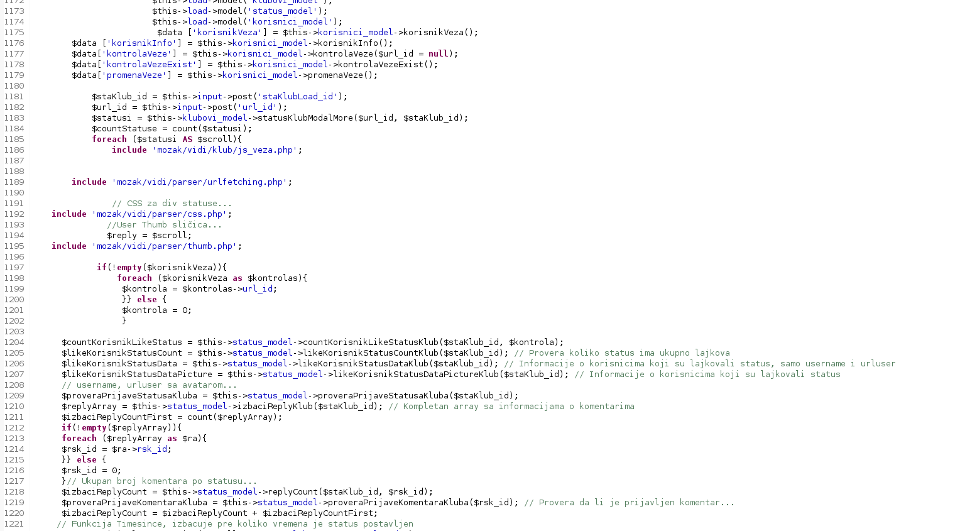 1172 $this->load->model('klubovi_model');
1173 $this->load->model('status_model');
1174 $this->load->model('korisnici_model');
1175 $data ['korisnikVeza'] = $this->korisnici_model->korisnikVeza();
1176 $data ['korisnikInfo'] = $this->korisnici_model->korisnikInfo();
1177 $data['kontrolaVeze'] = $this->korisnici_model->kontrolaVeze($url_id = null);
1178 $data['kontrolaVezeExist'] = $this->korisnici_model->kontrolaVezeExist();
1179 $data['promenaVeze'] = $this->korisnici_model->promenaVeze();
1180
1181 $staKlub_id = $this->input->post('staKlubLoad_id');
1182 $url_id = $this->input->post('url_id');
1183 $statusi = $this->klubovi_model->statusKlubModalMore($url_id, $staKlub_id);
1184 $countStatuse = count($statusi);
1185 foreach ($statusi AS $scroll){
1186 include 'mozak/vidi/klub/js_veza.php';
1187
1188
1189 include 'mozak/vidi/parser/urlfetching.php';
1190
1191 // CSS za div statuse...
1192 include 'mozak/vidi/parser/css.php';
1193 //User Thumb sličica...
1194 $reply = $scroll;
1195 include 'mozak/vidi/parser/thumb.php';
1196
1197 if(!empty($korisnikVeza)){
1198 foreach ($korisnikVeza as $kontrolas){
1199 $kontrola = $kontrolas->url_id;
1200 }} else {
1201 $kontrola = 0;
1202 }
1203
1204 $countKorisnikLikeStatus = $this->status_model->countKorisnikLikeStatusKlub($staKlub_id, $kontrola);
1205 $likeKorisnikStatusCount = $this->status_model->likeKorisnikStatusCountKlub($staKlub_id); // Provera koliko status ima ukupno lajkova
1206 $likeKorisnikStatusData = $this->status_model->likeKorisnikStatusDataKlub($staKlub_id); // Informacije o korisnicima koji su lajkovali status, samo username i urluser
1207 $likeKorisnikStatusDataPicture = $this->status_model->likeKorisnikStatusDataPictureKlub($staKlub_id); // Informacije o korisnicima koji su lajkovali status
1208 // username, urluser sa avatarom...
1209 $proveraPrijaveStatusaKluba = $this->status_model->proveraPrijaveStatusaKluba($staKlub_id);
1210 $replyArray = $this->status_model->izbaciReplyKlub($staKlub_id); // Kompletan array sa informacijama o komentarima
1211 $izbaciReplyCountFirst = count($replyArray);
1212 if(!empty($replyArray)){
1213 foreach ($replyArray as $ra){
1214 $rsk_id = $ra->rsk_id;
1215 }} else {
1216 $rsk_id = 0;
1217 }// Ukupan broj komentara po statusu...
1218 $izbaciReplyCount = $this->status_model->replyCount($staKlub_id, $rsk_id);
1219 $proveraPrijaveKomentaraKluba = $this->status_model->proveraPrijaveKomentaraKluba($rsk_id); // Provera da li je prijavljen komentar...
1220 $izbaciReplyCount = $izbaciReplyCount + $izbaciReplyCountFirst;
1221 // Funkcija Timesince, izbacuje pre koliko vremena je status postavljen